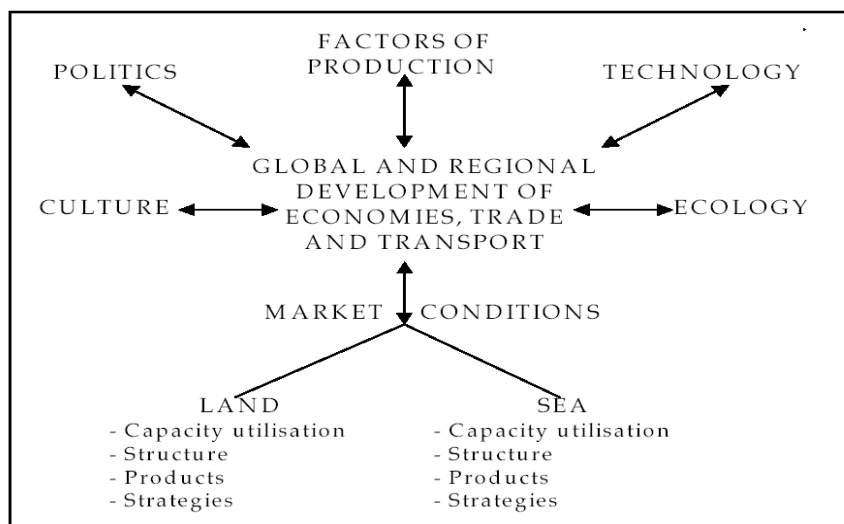 FACTORS OF
PRODUCTION
POLITICS
TECHNOLOGY
GLOBAL AND REGIONAL
DEVELOPMENT OF
ECONOMIES, TRADE
AND TRANSPORT
CULTURE
ECOLOGY
MARKET CONDITIONS
LAND
- Capacity utilisation
- Structure
- Products
- Strategies
SEA
- Capacity utilisation
- Structure
- Products
- Strategies